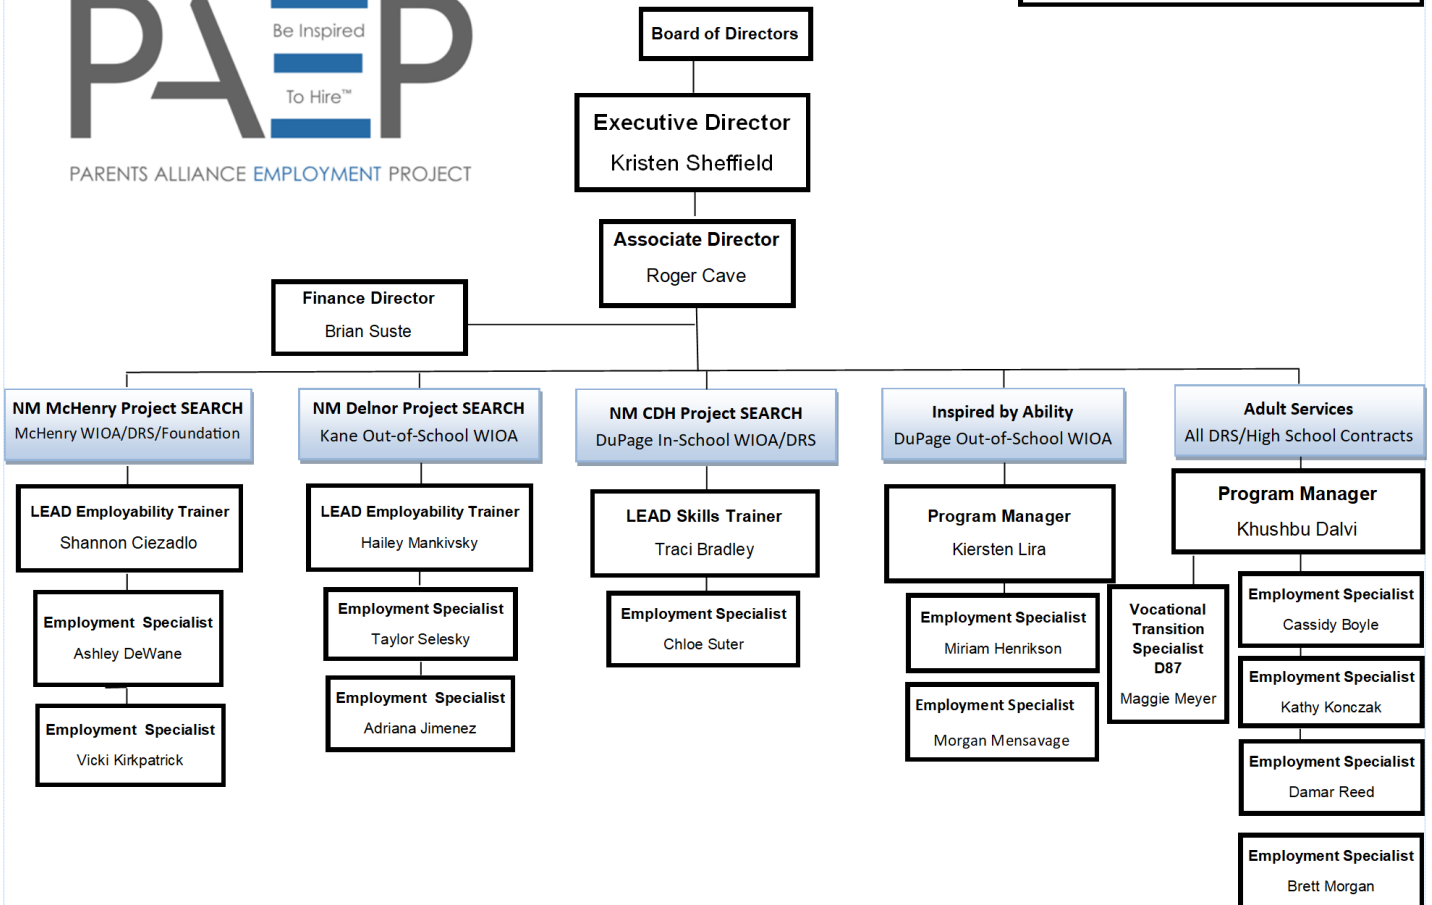 PAEP
Be Inspired
To Hire™
PARENTS ALLIANCE EMPLOYMENT PROJECT
Board of Directors
Executive Director
Kristen Sheffield
Associate Director
Roger Cave
Finance Director
Brian Suste
NM McHenry Project SEARCH
McHenry WIOA/DRS/Foundation
LEAD Employability Trainer
Shannon Ciezadlo
Employment Specialist
Ashley DeWane
Employment Specialist
Vicki Kirkpatrick
NM Delnor Project SEARCH
Kane Out-of-School WIOA
LEAD Employability Trainer
Hailey Mankivsky
Employment Specialist
Taylor Selesky
Employment Specialist
Adriana Jimenez
NM CDH Project SEARCH
DuPage In-School WIOA/DRS
LEAD Skills Trainer
Traci Bradley
Employment Specialist
Chloe Suter
Inspired by Ability
DuPage Out-of-School WIOA
Program Manager
Kiersten Lira
Employment Specialist
Miriam Henrikson
Employment Specialist
Morgan Mensavage
Adult Services
All DRS/High School Contracts
Program Manager
Khushbu Dalvi
Vocational
Transition
Specialist
D87
Maggie Meyer
Employment Specialist
Cassidy Boyle
Employment Specialist
Kathy Konczak
Employment Specialist
Damar Reed
Employment Specialist
Brett Morgan